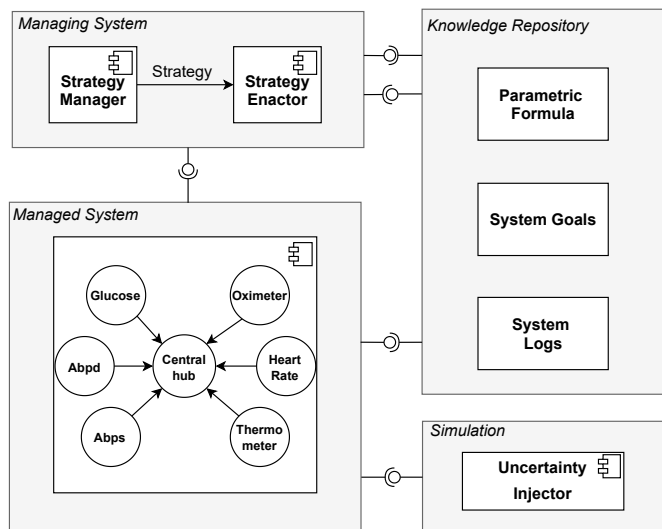 Managing System
Strategy
Manager
Strategy
Strategy
Enactor
Knowledge Repository
Parametric
Formula
System Goals
System
Logs
Managed System
Glucose
Oximeter
Abpd
Central
hub
Heart
Rate
Abps
Thermo
meter
Simulation
Uncertainty
Injector